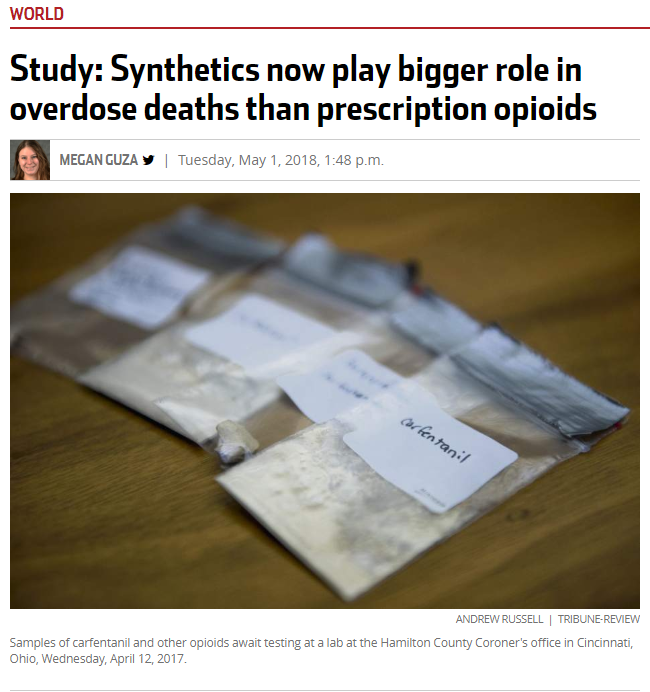 WORLD
Study: Synthetics now play bigger role in
overdose deaths than prescription opioids
MEGAN GUZA | Tuesday, May 1, 2018, 1:48 p.m.
carfentanil
ANDREW RUSSELL | TRIBUNE-REVIEW
Samples of carfentanil and other opioids await testing at a lab at the Hamilton County Coroner's office in Cincinnati,
Ohio, Wednesday, April 12, 2017.